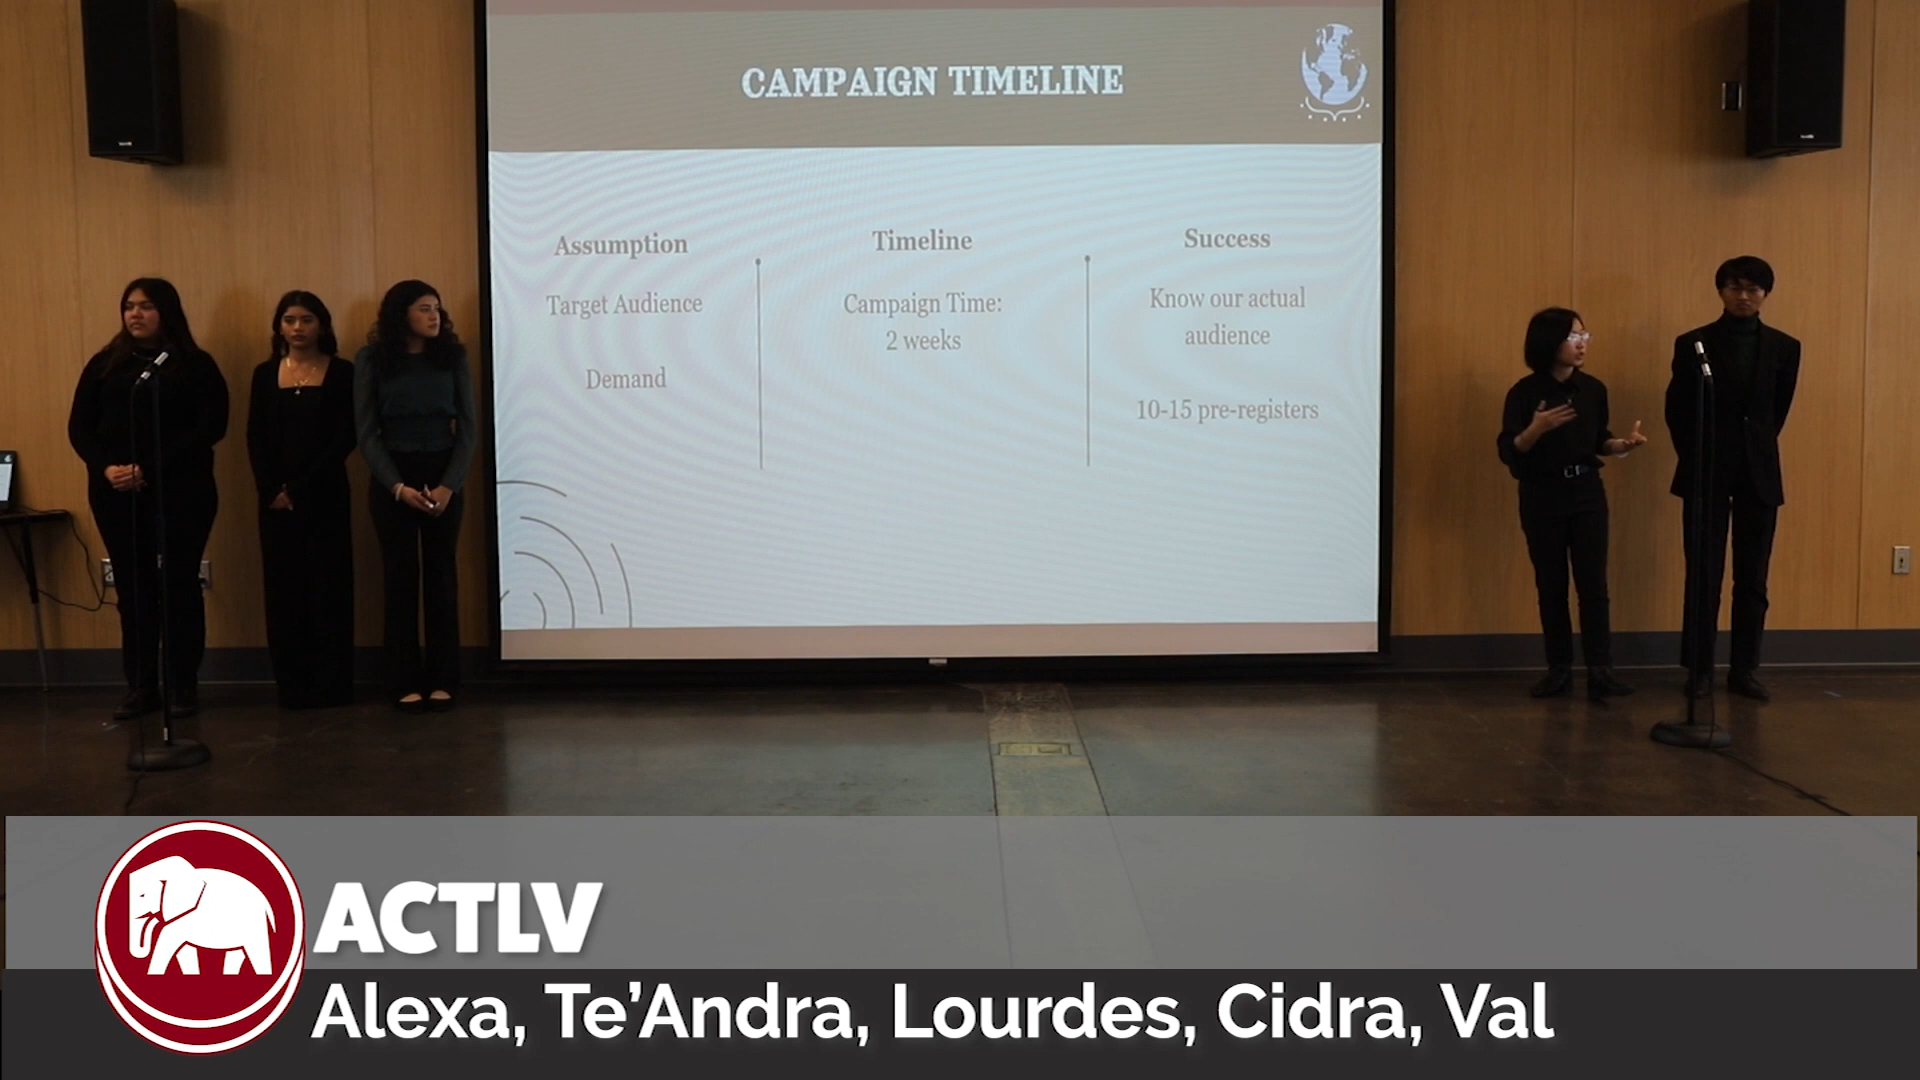 CAMPAIGN TIMELINE
Assumption
Target Audience
Demand
Timeline
Campaign Time:
2 weeks
Success
Know our actual
audience
10-15 pre-registers
ACTLV
Alexa, Te’Andra, Lourdes, Cidra, Val